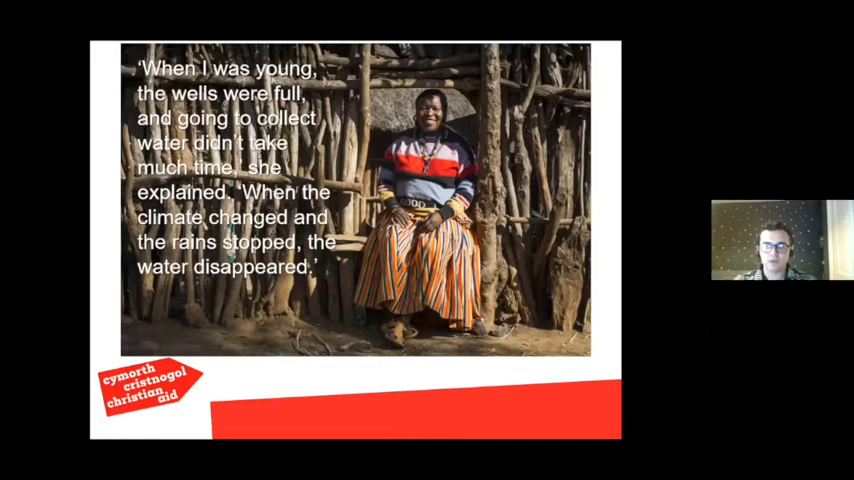 ‘When I was young,
the wells were full,
and going to collect
water didn’t take
much time,’ she
explained. ‘When the
climate changed and
the rains stopped, the
water disappeared.’
GOOD
cymorth
cristnogol
christian
aid